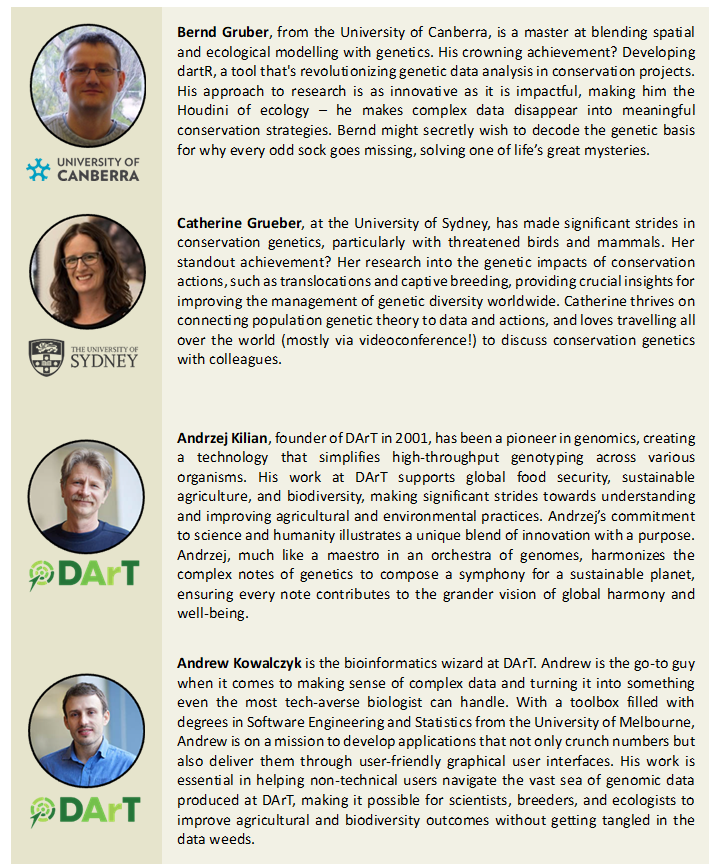 Bernd Gruber, from the University of Canberra, is a master at blending spatial
and ecological modelling with genetics. His crowning achievement? Developing
dartR, a tool that's revolutionizing genetic data analysis in conservation projects.
His approach to research is as innovative as it is impactful, making him the
Houdini of ecology – he makes complex data disappear into meaningful
conservation strategies. Bernd might secretly wish to decode the genetic basis
for why every odd sock goes missing, solving one of life’s great mysteries.
UNIVERSITY OF
CANBERRA
Catherine Grueber, at the University of Sydney, has made significant strides in
conservation genetics, particularly with threatened birds and mammals. Her
standout achievement? Her research into the genetic impacts of conservation
actions, such as translocations and captive breeding, providing crucial insights for
improving the management of genetic diversity worldwide. Catherine thrives on
connecting population genetic theory to data and actions, and loves travelling all
over the world (mostly via videoconference!) to discuss conservation genetics
with colleagues.
THE UNIVERSITY OF
SYDNEY
Andrzej Kilian, founder of DArT in 2001, has been a pioneer in genomics, creating
a technology that simplifies high-throughput genotyping across various
organisms. His work at DArT supports global food security, sustainable
agriculture, and biodiversity, making significant strides towards understanding
and improving agricultural and environmental practices. Andrzej’s commitment
to science and humanity illustrates a unique blend of innovation with a purpose.
Andrzej, much like a maestro in an orchestra of genomes, harmonizes the
complex notes of genetics to compose a symphony for a sustainable planet,
ensuring every note contributes to the grander vision of global harmony and
well-being.
DArT
Andrew Kowalczyk is the bioinformatics wizard at DArT. Andrew is the go-to guy
when it comes to making sense of complex data and turning it into something
even the most tech-averse biologist can handle. With a toolbox filled with
degrees in Software Engineering and Statistics from the University of Melbourne,
Andrew is on a mission to develop applications that not only crunch numbers but
also deliver them through user-friendly graphical user interfaces. His work is
essential in helping non-technical users navigate the vast sea of genomic data
produced at DArT, making it possible for scientists, breeders, and ecologists to
improve agricultural and biodiversity outcomes without getting tangled in the
data weeds.
DArT